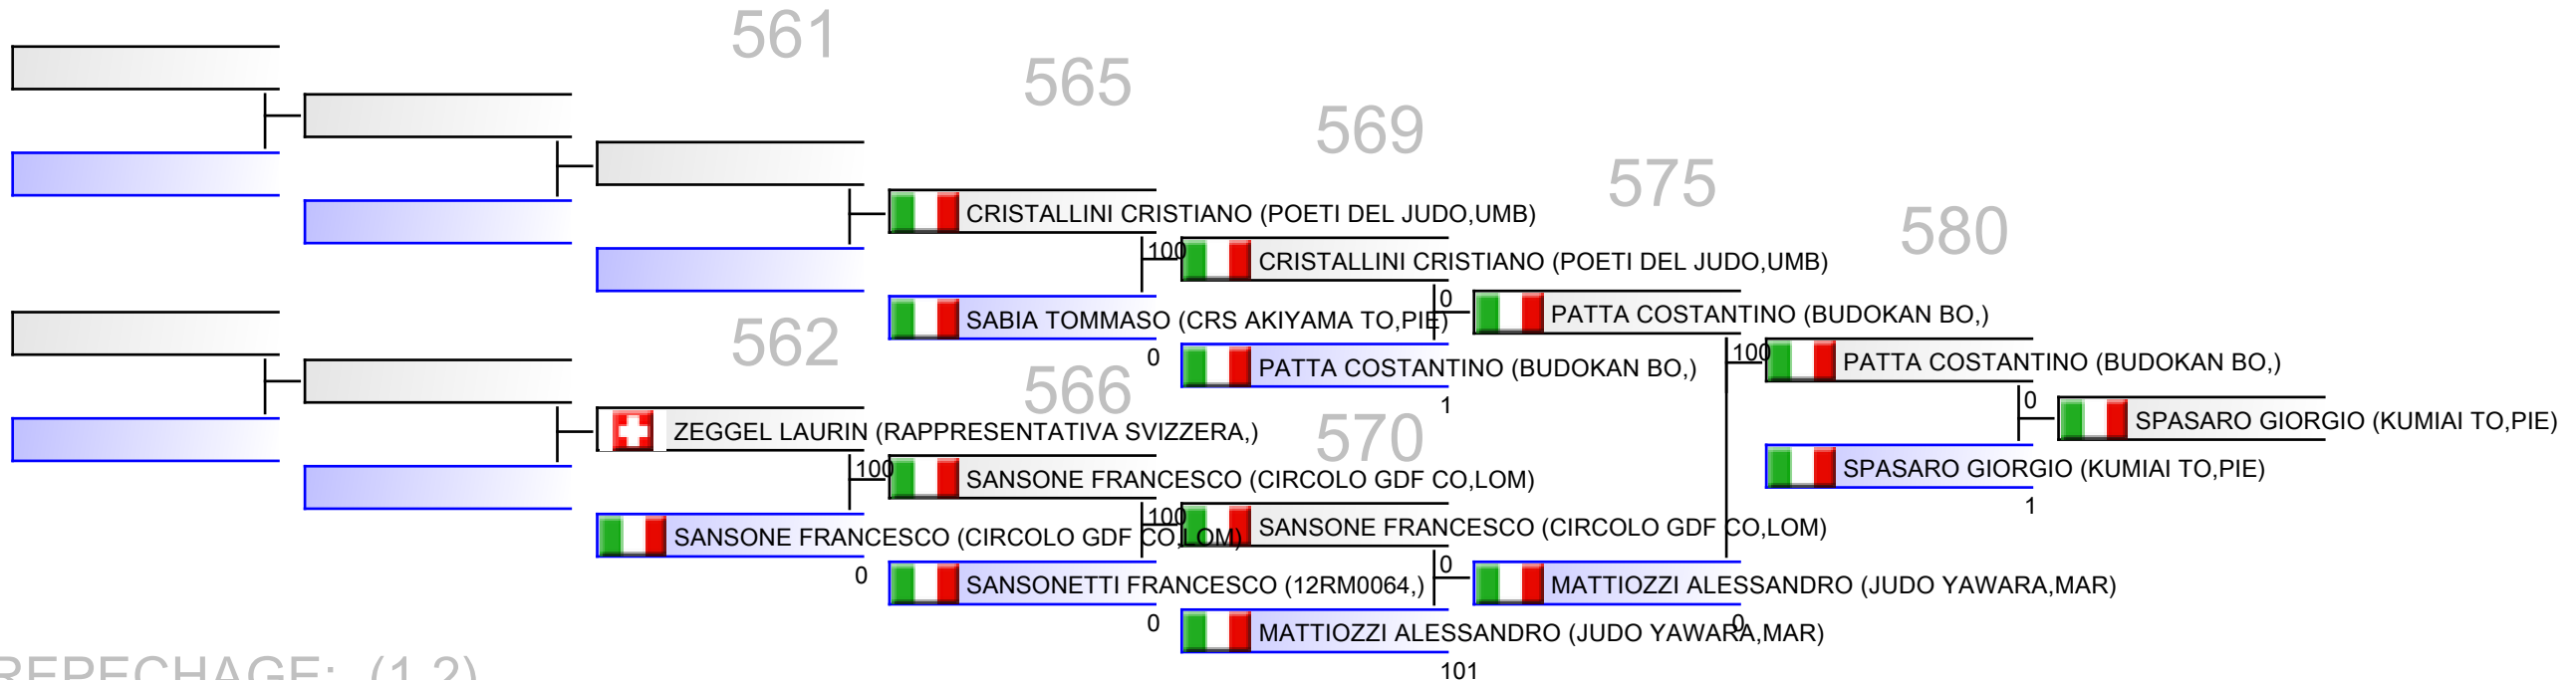 561
565
569
575
580
CRISTALLINI CRISTIANO (POETI DEL JUDO,UMB)
100
CRISTALLINI CRISTIANO (POETI DEL JUDO,UMB)
SABIA TOMMASO (CRS AKIYAMA TO,PIE)
0
0
PATTA COSTANTINO (BUDOKAN BO,)
PATTA COSTANTINO (BUDOKAN BO,)
1
100
PATTA COSTANTINO (BUDOKAN BO,)
0
SPASARO GIORGIO (KUMIAI TO,PIE)
SPASARO GIORGIO (KUMIAI TO,PIE)
1
562
566
570
ZEGGEL LAURIN (RAPPRESENTATIVA SVIZZERA,)
100
SANSONE FRANCESCO (CIRCOLO GDF CO,LOM)
SANSONE FRANCESCO (CIRCOLO GDF CO,LOM)
0
100
SANSONE FRANCESCO (CIRCOLO GDF CO,LOM)
SANSONETTI FRANCESCO (12RM0064,)
0
0
MATTIOZZI ALESSANDRO (JUDO YAWARA,MAR)
0
MATTIOZZI ALESSANDRO (JUDO YAWARA,MAR)
101
REPECHAGE: (1,2)